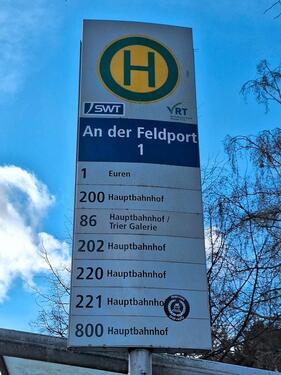 H
SWT
VRT
An der Feldport
1
1 Euren
200 Hauptbahnhof
86 Hauptbahnhof /
Trier Galerie
202 Hauptbahnhof
220 Hauptbahnhof
221 Hauptbahnho
800 Hauptbahnhof